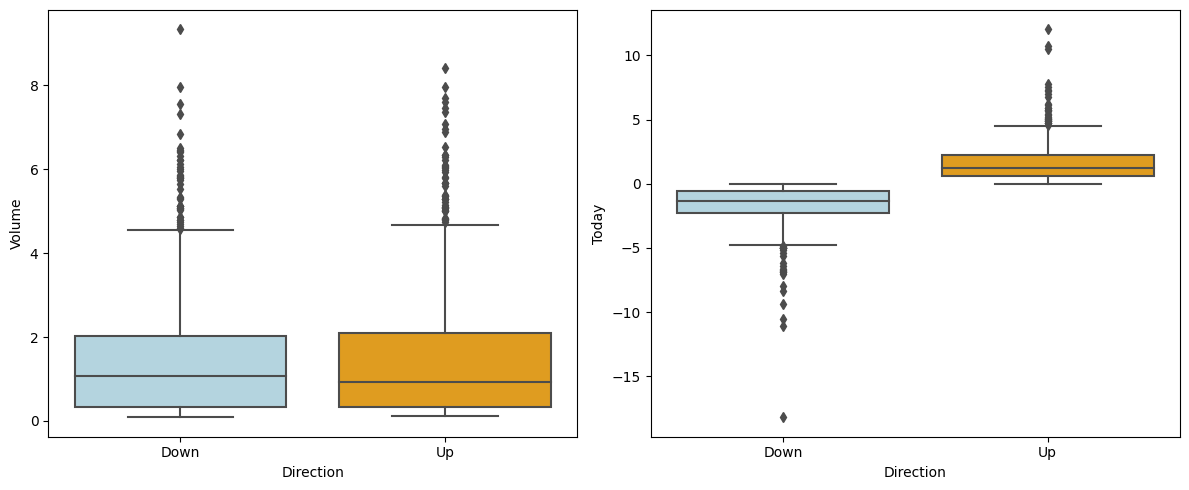 Volume
8
6
4
2
0
Down
Up
Direction
Today
10
5
0
−5
−10
−15
Down
Up
Direction